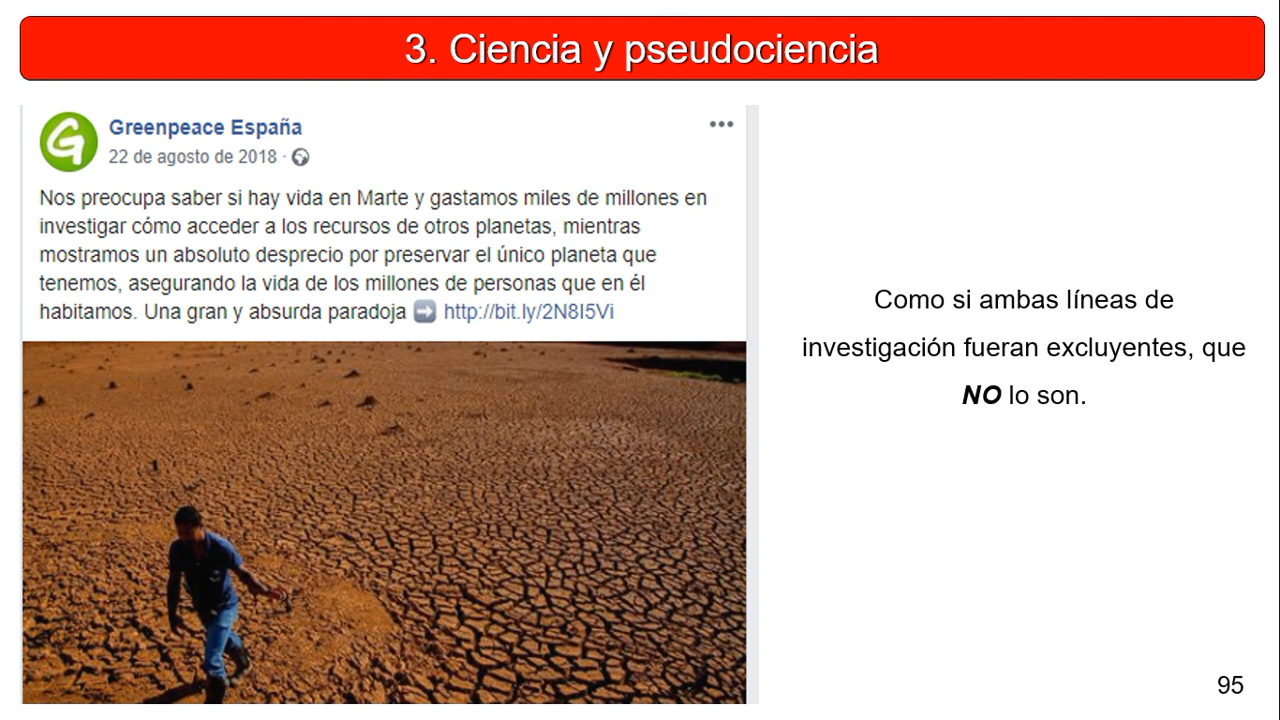 3. Ciencia y pseudociencia
Greenpeace España
22 de agosto de 2018 ·
Nos preocupa saber si hay vida en Marte y gastamos miles de millones en
investigar cómo acceder a los recursos de otros planetas, mientras
mostramos un absoluto desprecio por preservar el único planeta que
tenemos, asegurando la vida de los millones de personas que en él
habitamos. Una gran y absurda paradoja ➡ http://bit.ly/2N8I5Vi
Como si ambas líneas de
investigación fueran excluyentes, que
NO lo son.
95